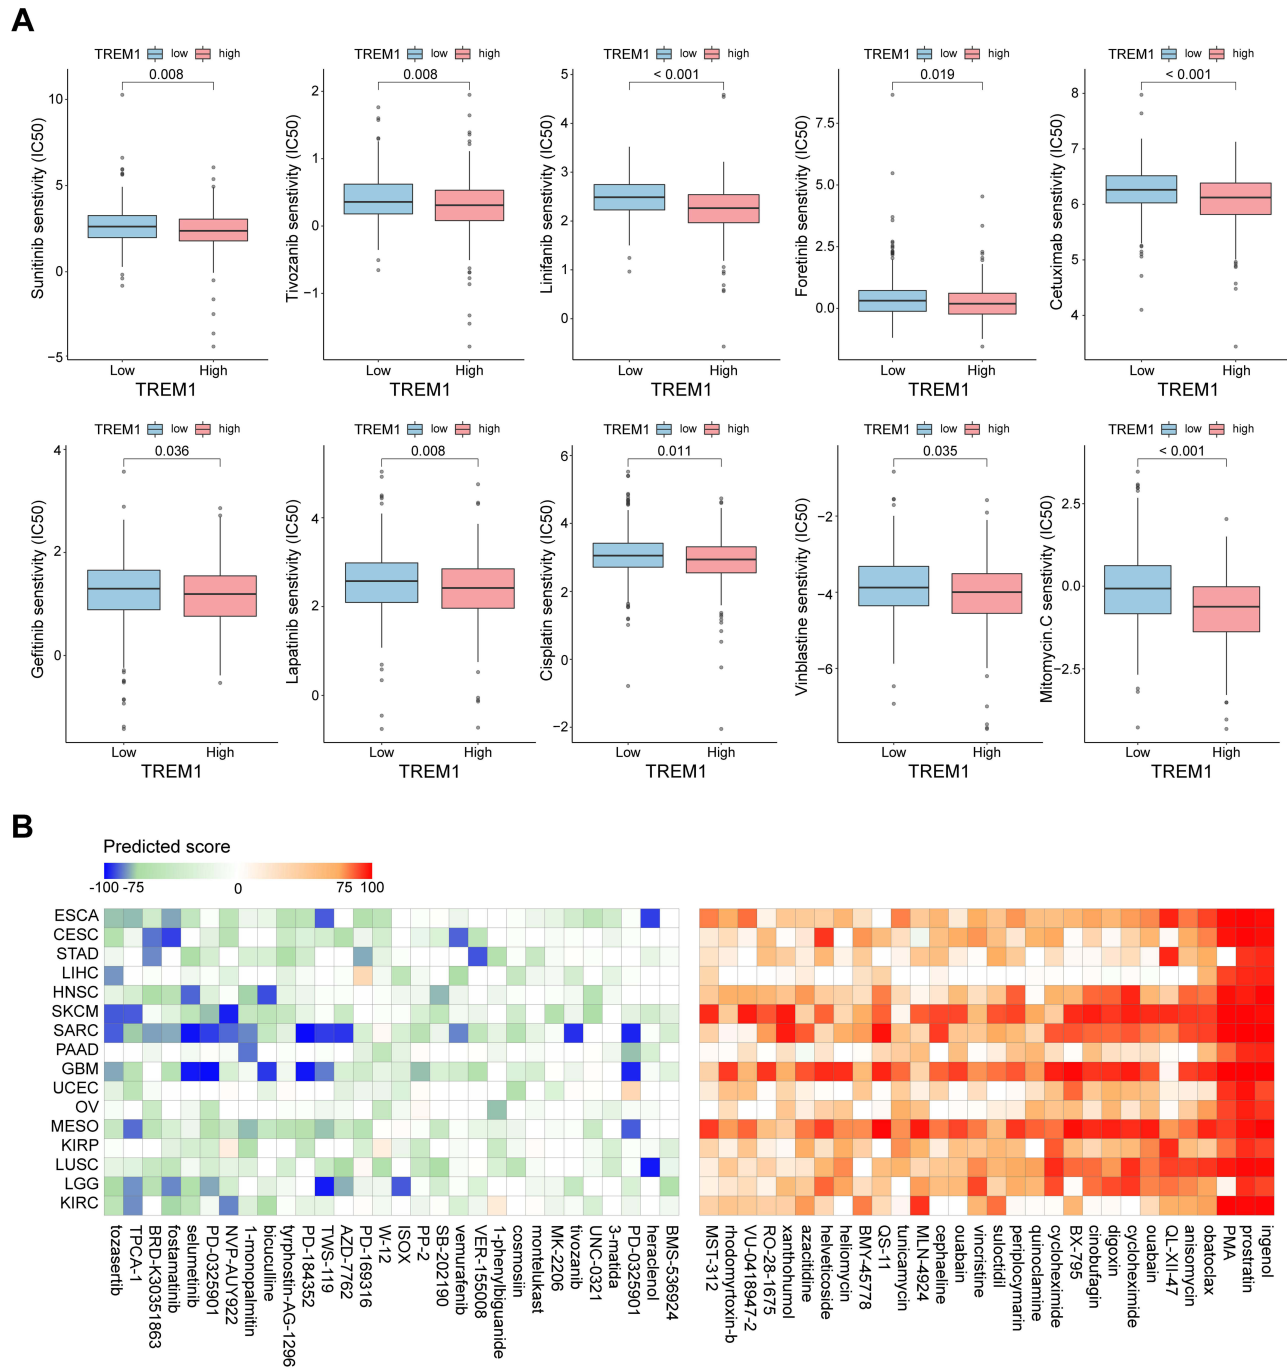 A
TREM1 low high
0.008
Sunitinib senstivity (IC50)
10
5
0
−5
Low High
TREM1
TREM1 low high
0.008
Tivozanib senstivity (IC50)
2
1
0
−1
Low High
TREM1
TREM1 low high
< 0.001
Linifanib senstivity (IC50)
5
4
3
2
1
0
Low High
TREM1
TREM1 low high
0.019
Foretinib senstivity (IC50)
7.5
5.0
2.5
0.0
Low High
TREM1
TREM1 low high
< 0.001
Cetuximab senstivity (IC50)
8
7
6
5
4
Low High
TREM1
TREM1 low high
0.036
Gefitinib senstivity (IC50)
4
2
0
Low High
TREM1
TREM1 low high
0.008
Lapatinib senstivity (IC50)
4
2
0
Low High
TREM1
TREM1 low high
0.011
Cisplatin senstivity (IC50)
6
4
2
0
−2
Low High
TREM1
TREM1 low high
0.035
Vinblastine senstivity (IC50)
−2
−4
−6
Low High
TREM1
TREM1 low high
< 0.001
Mitomycin.C senstivity (IC50)
2.5
0.0
−2.5
Low High
TREM1
B
Predicted score
-100 -75 0 75 100
ESCA
CESC
STAD
LIHC
HNSC
SKCM
SARC
PAAD
GBM
UCEC
OV
MESO
KIRP
LUSC
LGG
KIRC
tozasertib
TPCA-1
BRD-K30351863
fostamatinib
selumetinib
PD-0325901
NVP-AUY922
1-monopalmitin
bicuculline
tyrphostin-AG-1296
PD-184352
TWS-119
AZD-7762
PD-169316
W-12
ISOX
PP-2
SB-202190
vemurafenib
VER-155008
1-phenylbiguanide
cosmosiin
montelukast
MK-2206
tivozanib
UNC-0321
3-matida
PD-0325901
heraclenol
BMS-536924
MST-312
rhodomyrtoxin-b
VU-0418947-2
RO-28-1675
xanthohumol
azacitidine
helveticoside
heliomycin
BMY-45778
QS-11
tunicamycin
MLN-4924
cephaeline
ouabain
vincristine
suloctidil
periplocymarin
quinoclamine
cycloheximide
BX-795
cinobufagin
digoxin
cycloheximide
ouabain
QL-XII-47
anisomycin
obatoclax
PMA
prostratin
ingenol